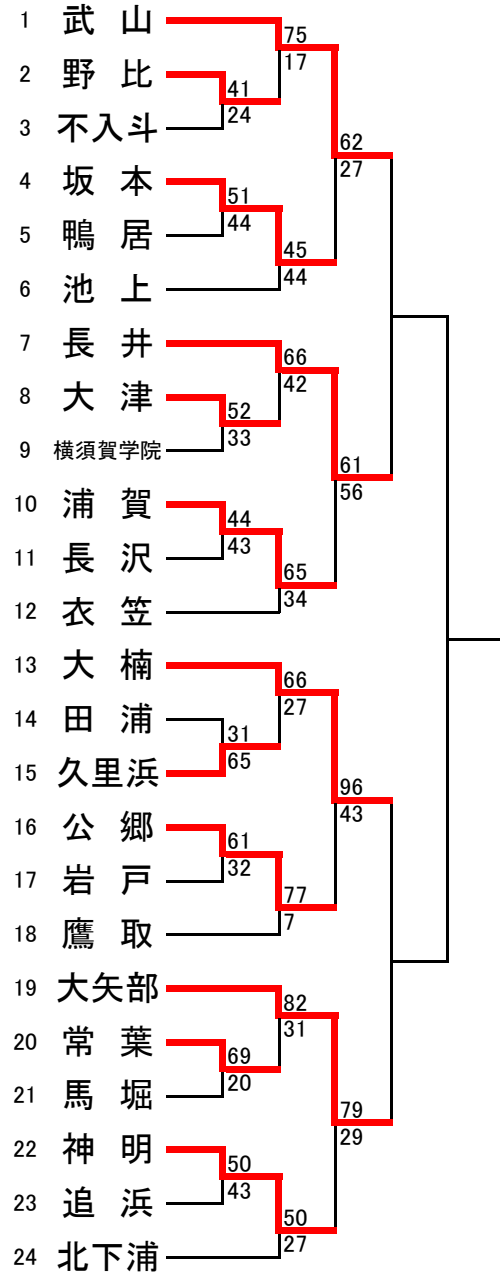 1 武山
75
17
2 野比
41
24
3 不入斗
62
27
4 坂本
51
44
5 鴨居
45
44
6 池上
7 長井
66
42
8 大津
52
33
9 横須賀学院
61
56
10 浦賀
44
43
11 長沢
65
34
12 衣笠
13 大楠
66
27
14 田浦
31
65
15 久里浜
96
43
16 公郷
61
32
17 岩戸
77
7
18 鷹取
19 大矢部
82
31
20 常葉
69
20
21 馬堀
79
29
22 神明
50
43
23 追浜
50
27
24 北下浦